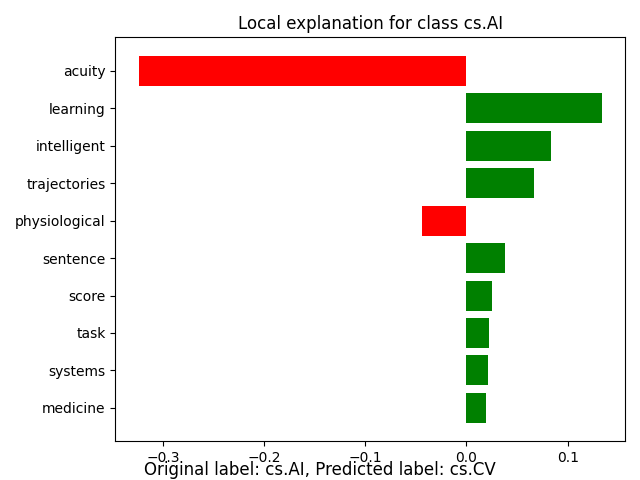 Local explanation for class cs.AI
acuity
learning
intelligent
trajectories
physiological
sentence
score
task
systems
medicine
−0.3 −0.2 −0.1 0.0 0.1
Original label: cs.AI, Predicted label: cs.CV